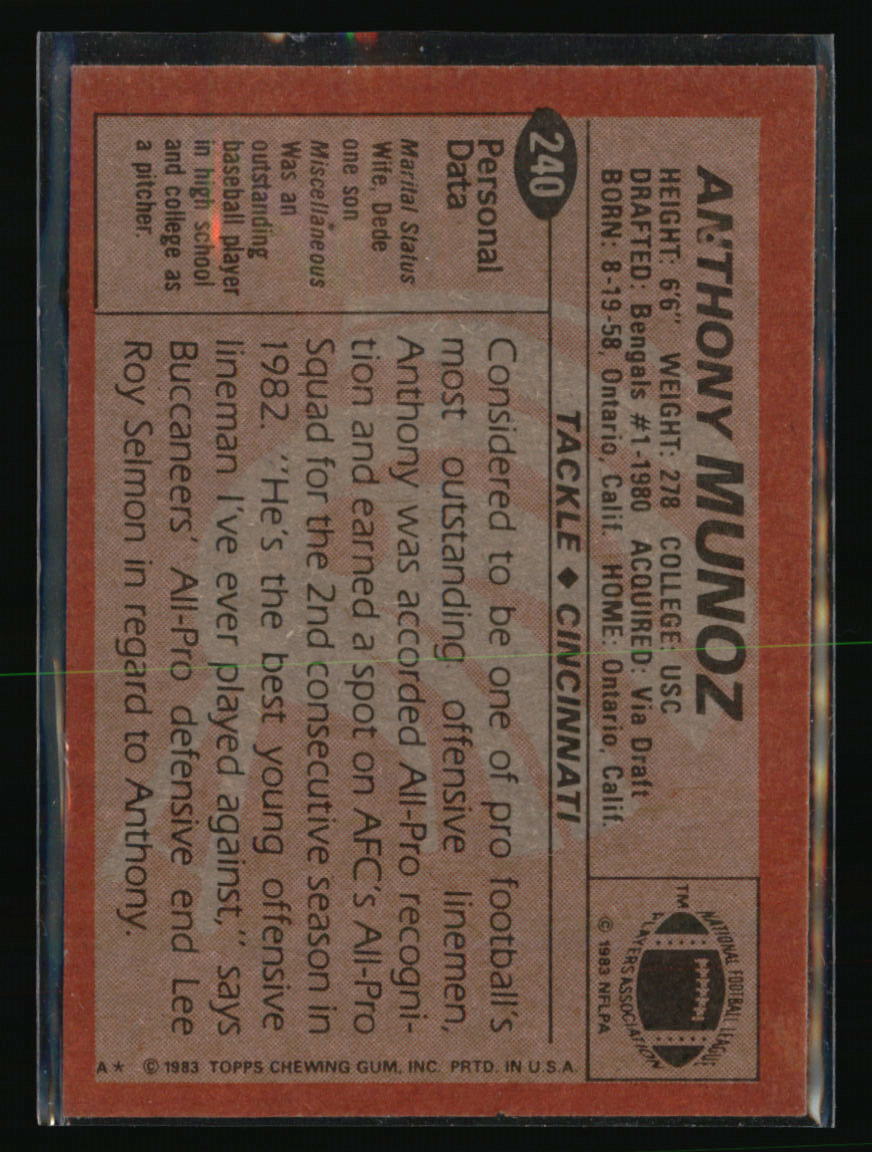 ANTHONY MUNOZ
HEIGHT: 6'6" WEIGHT: 278 COLLEGE: USC
DRAFTED: Bengals #1-1980 ACQUIRED: Via Draft
BORN: 8-19-58, Ontario, Calif. HOME: Ontario, Calif.
TACKLE ◆ CINCINNATI
NATIONAL FOOTBALL LEAGUE
PLAYERS ASSOCIATION
TM
© 1983 NFLPA
240
Personal
Data
Marital Status
Wife, Dede
one son
Miscellaneous
Was an
outstanding
baseball player
in high school
and college as
a pitcher.
Considered to be one of pro football's
most outstanding offensive linemen,
Anthony was accorded All-Pro recogni-
tion and earned a spot on AFC's All-Pro
Squad for the 2nd consecutive season in
1982. "He's the best young offensive
lineman I've ever played against," says
Buccaneers' All-Pro defensive end Lee
Roy Selmon in regard to Anthony.
A* © 1983 TOPPS CHEWING GUM, INC. PRTD. IN U.S.A.